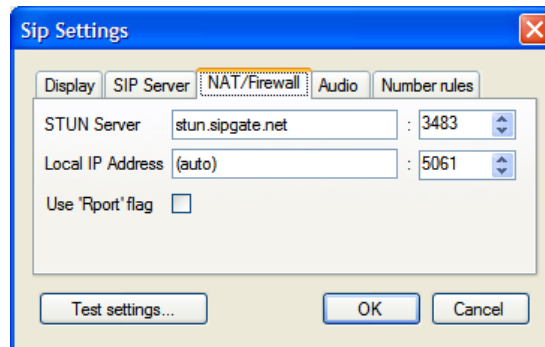 Sip Settings
Display SIP Server NAT/Firewall Audio Number rules
STUN Server stun.sipgate.net : 3483
Local IP Address (auto) : 5061
Use 'Rport' flag
Test settings... OK Cancel